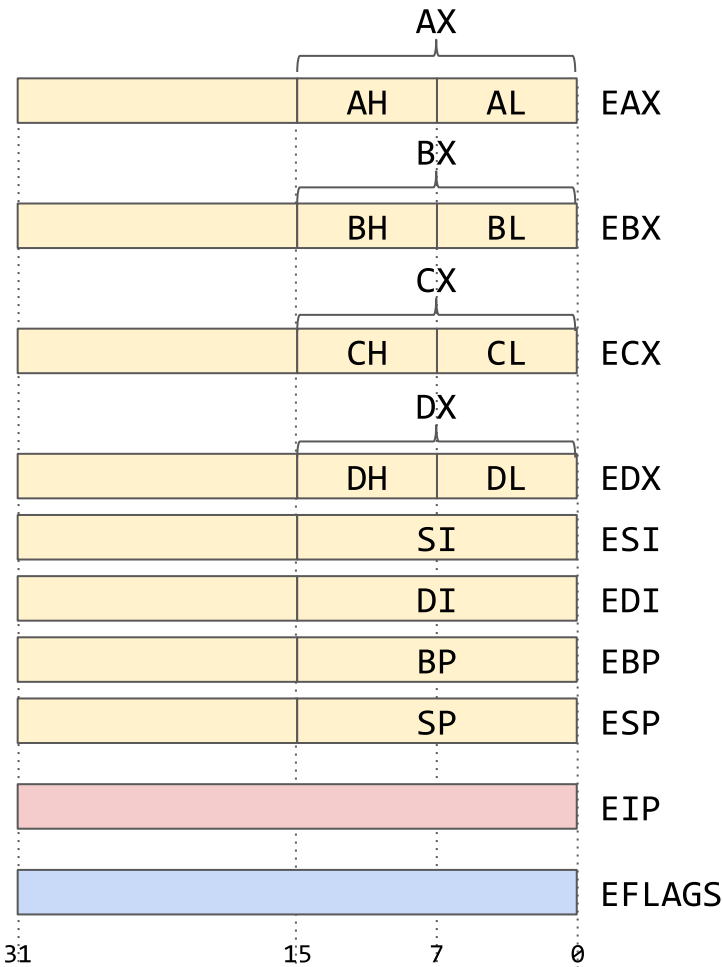 AX
AH AL EAX
BX
BH BL EBX
CX
CH CL ECX
DX
DH DL EDX
SI ESI
DI EDI
BP EBP
SP ESP
EIP
EFLAGS
31 15 7 0